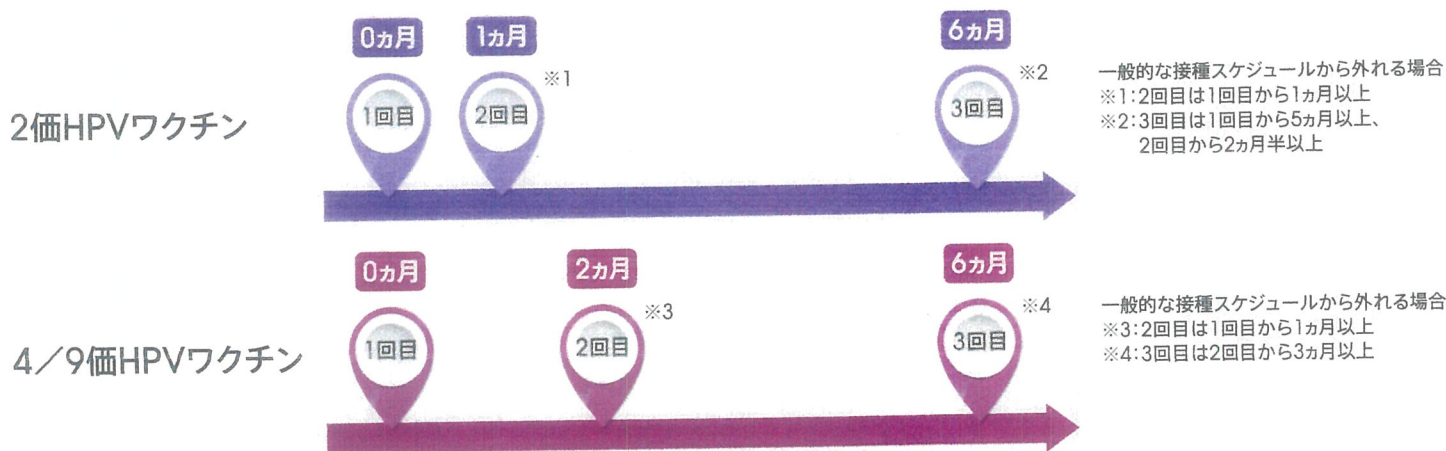 2価HPVワクチン
0ヵ月
1ヵ月
6ヵ月
1回目
2回目
※1
3回目
※2
一般的な接種スケジュールから外れる場合
※1:2回目は1回目から1ヵ月以上
※2:3回目は1回目から5ヵ月以上、
2回目から2ヵ月半以上
4／9価HPVワクチン
0ヵ月
2ヵ月
6ヵ月
1回目
2回目
※3
3回目
※4
一般的な接種スケジュールから外れる場合
※3:2回目は1回目から1ヵ月以上
※4:3回目は2回目から3ヵ月以上